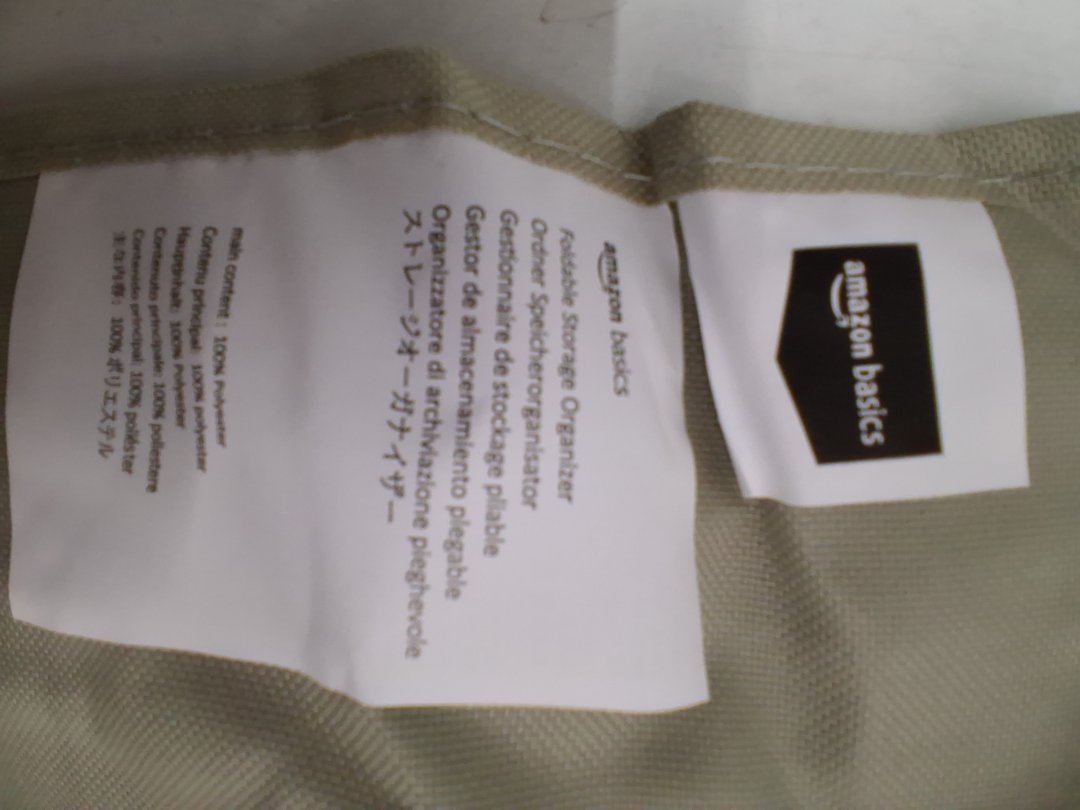 amazon basics
Foldable Storage Organizer
Ordner Speicherorganisator
Gestionnaire de stockage pliable
Gestor de almacenamiento plegable
Organizzatore di archiviazione pieghevole
ストレージオーガナイザー
main content : 100% Polyester
Contenu principal: 100% polyester
Hauptinhalt: 100% Polyester
Contenuto principale: 100% poliestere
Contenido principal: 100% poliéster
主な内容 : 100% ポリエステル
amazon basics